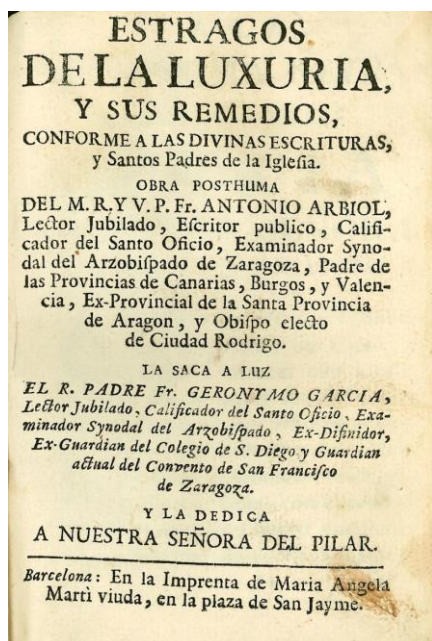 ESTRAGOS
DE LA LUXURIA,
Y SUS REMEDIOS,
CONFORME A LAS DIVINAS ESCRITURAS,
y Santos Padres de la Igleſia.
OBRA POSTHUMA
DEL M. R. Y V. P. Fr. ANTONIO ARBIOL,
Lector Jubilado, Eſcritor publico, Califi-
cador del Santo Oficio, Examinador Syno-
dal del Arzobiſpado de Zaragoza, Padre de
las Provincias de Canarias, Burgos, y Valen-
cia, Ex-Provincial de la Santa Provincia
de Aragon, y Obiſpo electo
de Ciudad Rodrigo.
LA SACA A LUZ
EL R. PADRE Fr. GERONYMO GARCIA,
Lector Jubilado, Calificador del Santo Oficio, Exa-
minador Synodal del Arzobiſpado, Ex-Difinidor,
Ex-Guardian del Colegio de S. Diego y Guardian
actual del Convento de San Franciſco
de Zaragoza.
Y LA DEDICA
A NUESTRA SEÑORA DEL PILAR.
Barcelona: En la Imprenta de Maria Angela
Martì viuda, en la plaza de San Jayme.